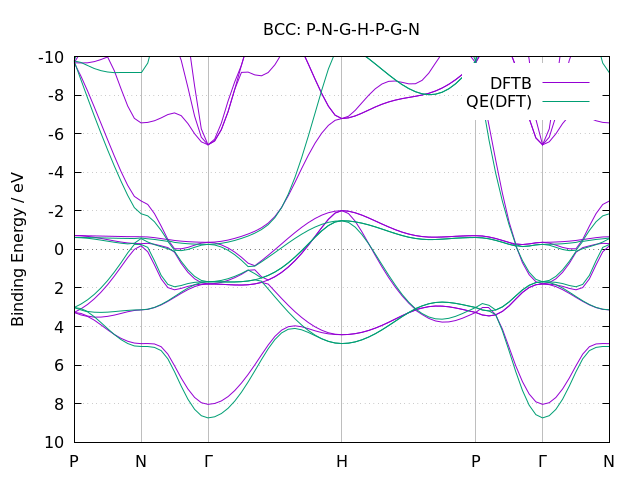 BCC: P-N-G-H-P-G-N
-10
-8
-6
-4
-2
0
2
4
6
8
10
Binding Energy / eV
DFTB
QE(DFT)
P N Γ H P Γ N